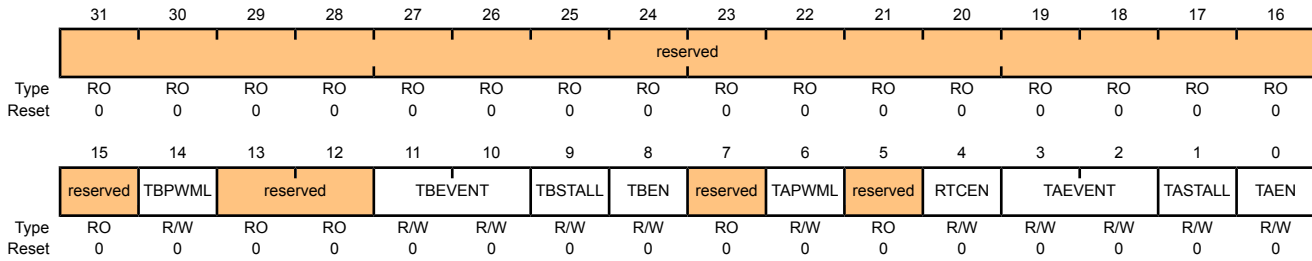 31 30 29 28 27 26 25 24 23 22 21 20 19 18 17 16
reserved
Type RO RO RO RO RO RO RO RO RO RO RO RO RO RO RO RO
Reset 0 0 0 0 0 0 0 0 0 0 0 0 0 0 0 0
15 14 13 12 11 10 9 8 7 6 5 4 3 2 1 0
reserved TBPWML reserved TBEVENT TBSTALL TBEN reserved TAPWML reserved RTCEN TAEVENT TASTALL TAEN
Type RO R/W RO RO R/W R/W R/W R/W RO R/W RO R/W R/W R/W R/W R/W
Reset 0 0 0 0 0 0 0 0 0 0 0 0 0 0 0 0